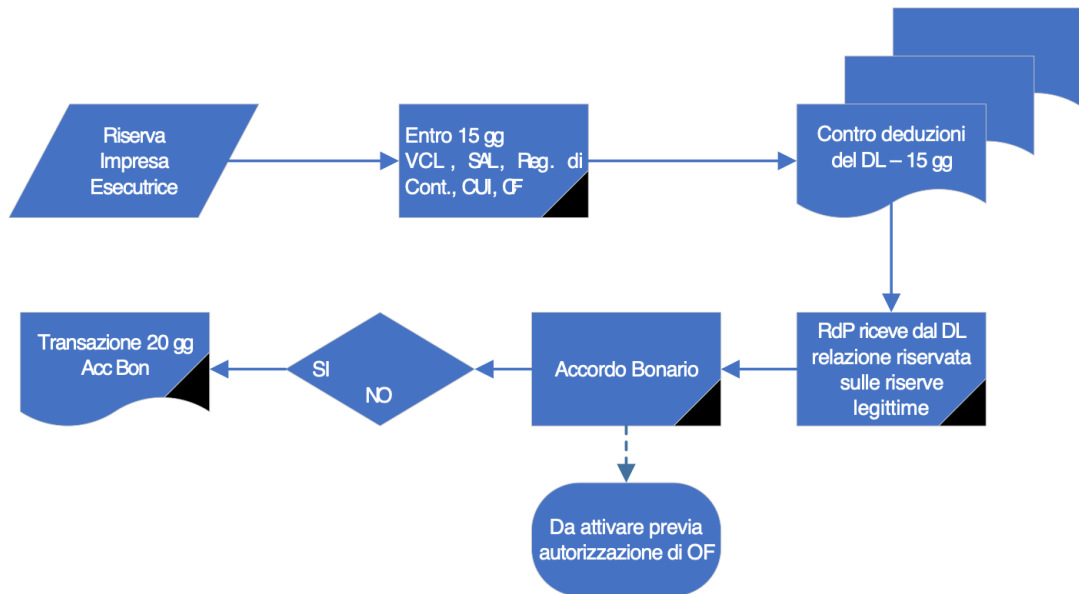 Riserva
Impresa
Esecutrice
Entro 15 gg
VCL , SAL, Reg. di
Cont., CUI, CF
Contro deduzioni
del DL – 15 gg
Transazione 20 gg
Acc Bon
SI
NO
Accordo Bonario
RdP riceve dal DL
relazione riservata
sulle riserve
legittime
Da attivare previa
autorizzazione di OF